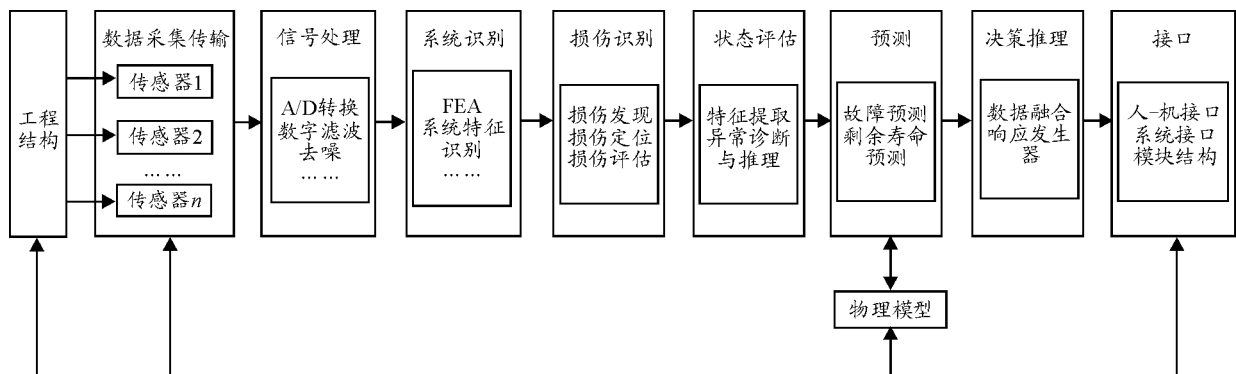 工程
结构
数据采集传输
传感器1
传感器2
……
传感器n
信号处理
A/D转换
数字滤波
去噪
……
系统识别
FEA
系统特征
识别
……
损伤识别
损伤发现
损伤定位
损伤评估
状态评估
特征提取
异常诊断
与推理
预测
故障预测
剩余寿命
预测
决策推理
数据融合
响应发生
器
接口
人-机接口
系统接口
模块结构
物理模型